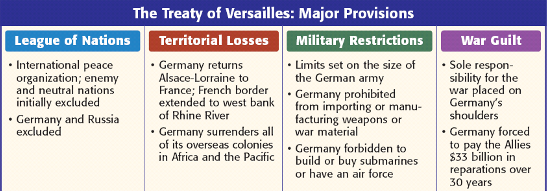 The Treaty of Versailles: Major Provisions
League of Nations
• International peace
organization; enemy
and neutral nations
initially excluded
• Germany and Russia
excluded
Territorial Losses
• Germany returns
Alsace-Lorraine to
France; French border
extended to west bank
of Rhine River
• Germany surrenders all
of its overseas colonies
in Africa and the Pacific
Military Restrictions
• Limits set on the size of
the German army
• Germany prohibited
from importing or manu-
facturing weapons or
war material
• Germany forbidden to
build or buy submarines
or have an air force
War Guilt
• Sole respon-
sibility for the
war placed on
Germany's
shoulders
• Germany forced
to pay the Allies
$33 billion in
reparations over
30 years